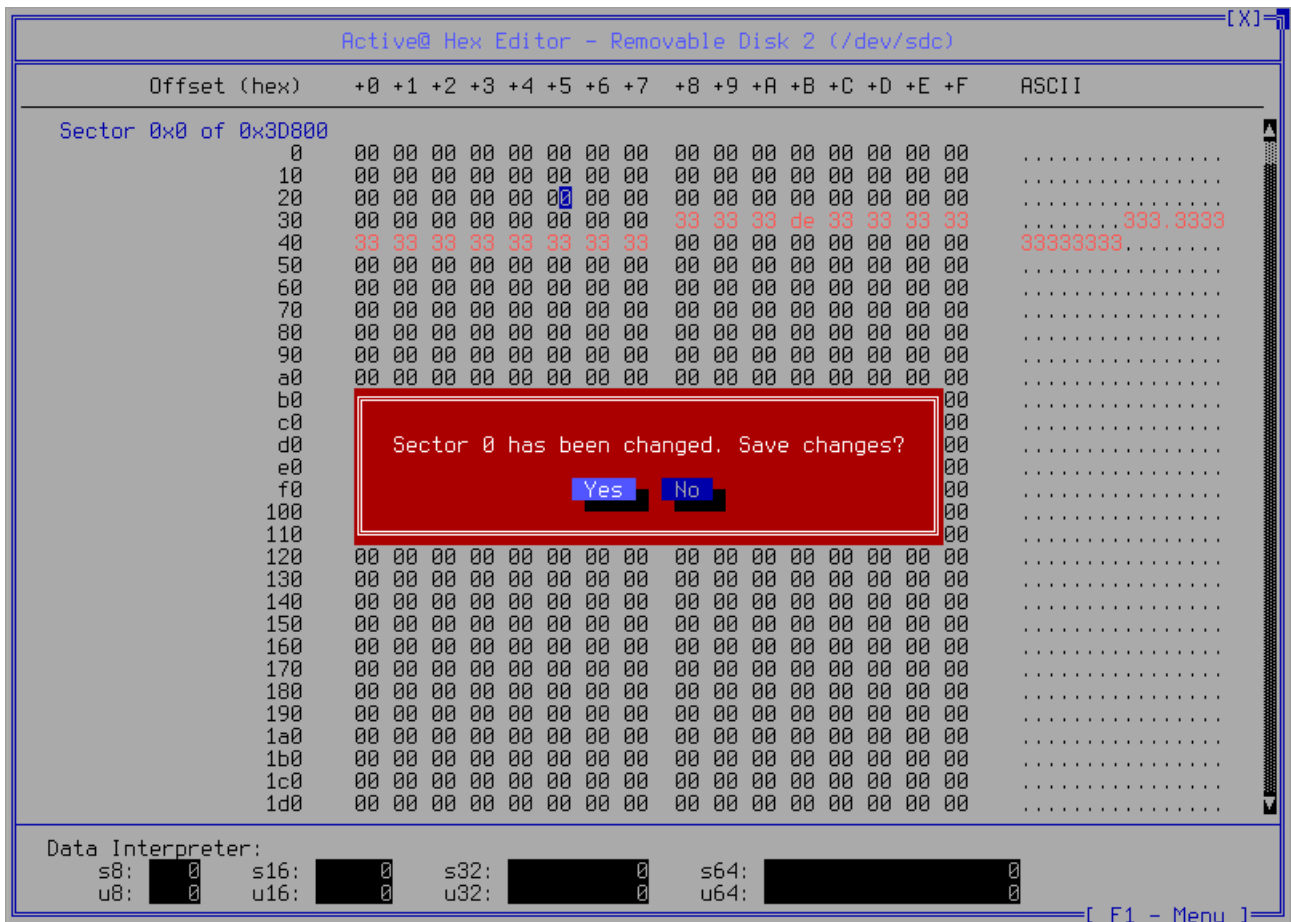 [X]
Active@ Hex Editor - Removable Disk 2 (/dev/sdc)
Offset (hex) +0 +1 +2 +3 +4 +5 +6 +7 +8 +9 +A +B +C +D +E +F ASCII
Sector 0x0 of 0x3D800
0 00 00 00 00 00 00 00 00 00 00 00 00 00 00 00 00 ................
10 00 00 00 00 00 00 00 00 00 00 00 00 00 00 00 00 ................
20 00 00 00 00 00 00 00 00 00 00 00 00 00 00 00 00 ................
30 00 00 00 00 00 00 00 00 33 33 33 de 33 33 33 33 ........333.3333
40 33 33 33 33 33 33 33 33 00 00 00 00 00 00 00 00 33333333........
50 00 00 00 00 00 00 00 00 00 00 00 00 00 00 00 00 ................
60 00 00 00 00 00 00 00 00 00 00 00 00 00 00 00 00 ................
70 00 00 00 00 00 00 00 00 00 00 00 00 00 00 00 00 ................
80 00 00 00 00 00 00 00 00 00 00 00 00 00 00 00 00 ................
90 00 00 00 00 00 00 00 00 00 00 00 00 00 00 00 00 ................
a0 00 00 00 00 00 00 00 00 00 00 00 00 00 00 00 00 ................
b0 00 ................
c0 00 ................
d0 Sector 0 has been changed. Save changes? 00 ................
e0 00 ................
f0 Yes No 00 ................
100 00 ................
110 00 ................
120 00 00 00 00 00 00 00 00 00 00 00 00 00 00 00 00 ................
130 00 00 00 00 00 00 00 00 00 00 00 00 00 00 00 00 ................
140 00 00 00 00 00 00 00 00 00 00 00 00 00 00 00 00 ................
150 00 00 00 00 00 00 00 00 00 00 00 00 00 00 00 00 ................
160 00 00 00 00 00 00 00 00 00 00 00 00 00 00 00 00 ................
170 00 00 00 00 00 00 00 00 00 00 00 00 00 00 00 00 ................
180 00 00 00 00 00 00 00 00 00 00 00 00 00 00 00 00 ................
190 00 00 00 00 00 00 00 00 00 00 00 00 00 00 00 00 ................
1a0 00 00 00 00 00 00 00 00 00 00 00 00 00 00 00 00 ................
1b0 00 00 00 00 00 00 00 00 00 00 00 00 00 00 00 00 ................
1c0 00 00 00 00 00 00 00 00 00 00 00 00 00 00 00 00 ................
1d0 00 00 00 00 00 00 00 00 00 00 00 00 00 00 00 00 ................
Data Interpreter:
s8: 0 s16: 0 s32: 0 s64: 0
u8: 0 u16: 0 u32: 0 u64: 0
[ F1 - Menu ]